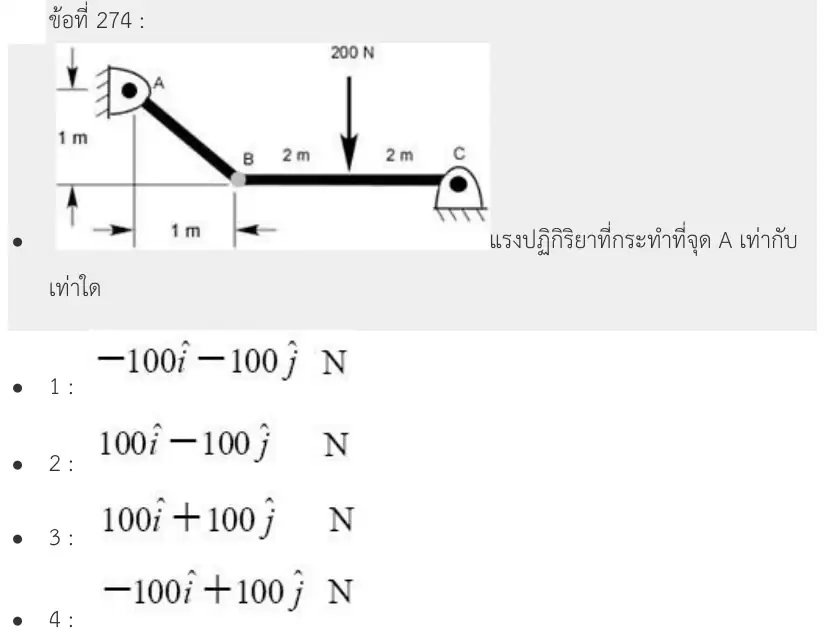 ข้อที่ 274 :
200 N
A
1 m
B 2 m 2 m C
1 m
แรงปฏิกิริยาที่กระทำที่จุด A เท่ากับ
เท่าใด
1 : −100î − 100ĵ N
2 : 100î − 100ĵ N
3 : 100î + 100ĵ N
4 : −100î + 100ĵ N